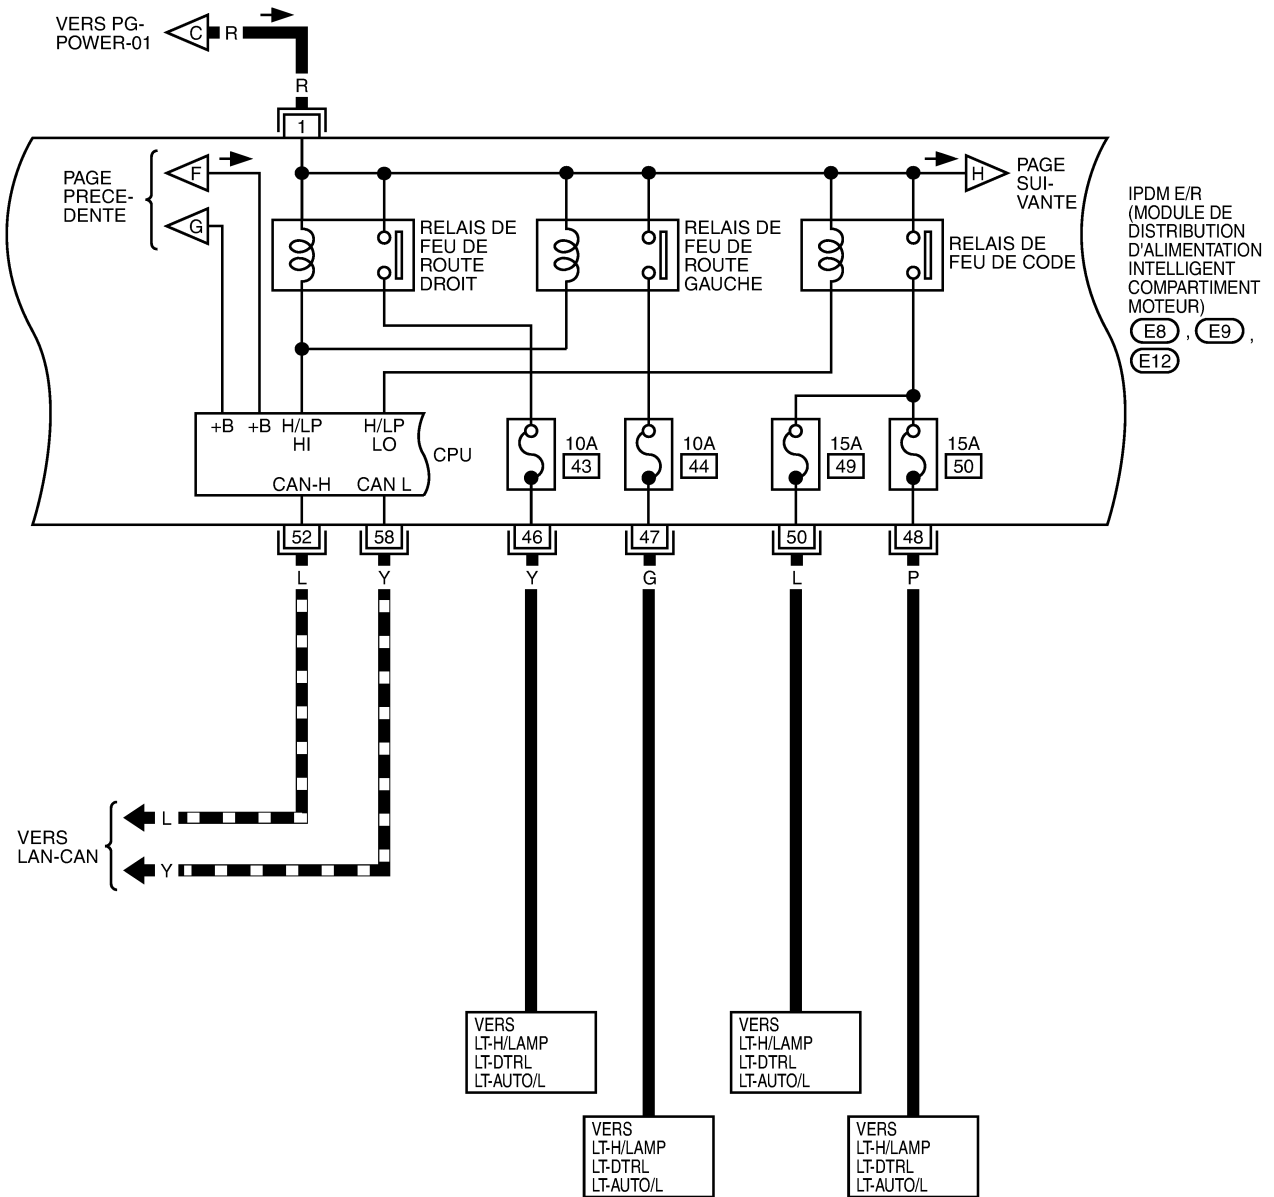 VERS PG-
POWER-01
C
R
R
1
PAGE
PRECE-
DENTE
F
G
H
PAGE
SUI-
VANTE
RELAIS DE
FEU DE
ROUTE
DROIT
RELAIS DE
FEU DE
ROUTE
GAUCHE
RELAIS DE
FEU DE CODE
IPDM E/R
(MODULE DE
DISTRIBUTION
D'ALIMENTATION
INTELLIGENT
COMPARTIMENT
MOTEUR)
E8 , E9 ,
E12
+B +B H/LP HI
H/LP LO
CPU
CAN-H CAN L
10A
43
10A
44
15A
49
15A
50
52 58 46 47 50 48
L Y Y G L P
VERS
LAN-CAN
L
Y
VERS
LT-H/LAMP
LT-DTRL
LT-AUTO/L
VERS
LT-H/LAMP
LT-DTRL
LT-AUTO/L
VERS
LT-H/LAMP
LT-DTRL
LT-AUTO/L
VERS
LT-H/LAMP
LT-DTRL
LT-AUTO/L